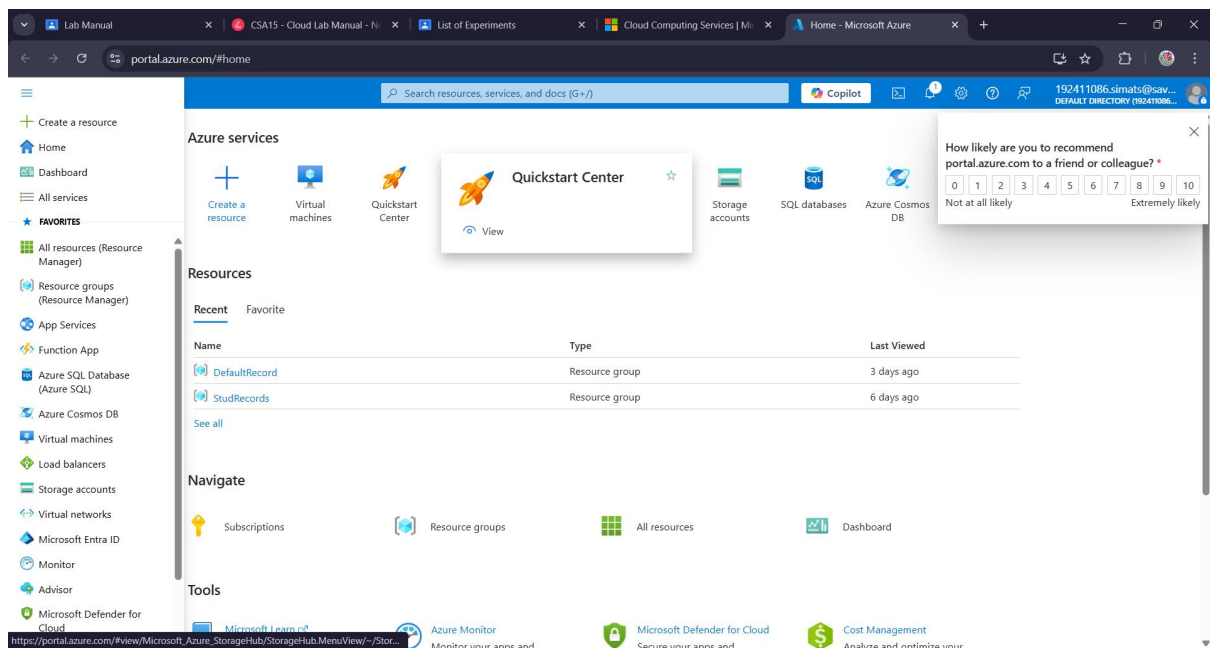 Lab Manual
CSA15 - Cloud Lab Manual - Ne
List of Experiments
Cloud Computing Services | Mic
Home - Microsoft Azure
portal.azure.com/#home
Search resources, services, and docs (G+/)
Copilot
1
192411086.simats@sav...
DEFAULT DIRECTORY (192411086...
Create a resource
Home
Dashboard
All services
FAVORITES
All resources (Resource
Manager)
Resource groups
(Resource Manager)
App Services
Function App
Azure SQL Database
(Azure SQL)
Azure Cosmos DB
Virtual machines
Load balancers
Storage accounts
Virtual networks
Microsoft Entra ID
Monitor
Advisor
Microsoft Defender for
Cloud
Azure services
Create a
resource
Virtual
machines
Quickstart
Center
Quickstart Center
View
Storage
accounts
SQL
SQL databases
Azure Cosmos
DB
How likely are you to recommend
portal.azure.com to a friend or colleague? *
0 1 2 3 4 5 6 7 8 9 10
Not at all likely Extremely likely
Resources
Recent Favorite
Name Type Last Viewed
DefaultRecord Resource group 3 days ago
StudRecords Resource group 6 days ago
See all
Navigate
Subscriptions
Resource groups
All resources
Dashboard
Tools
Microsoft Learn
Azure Monitor
Monitor your apps and
Microsoft Defender for Cloud
Secure your apps and
Cost Management
Analyze and optimize your
https://portal.azure.com/#view/Microsoft_Azure_StorageHub/StorageHub.MenuView/~/Stor...